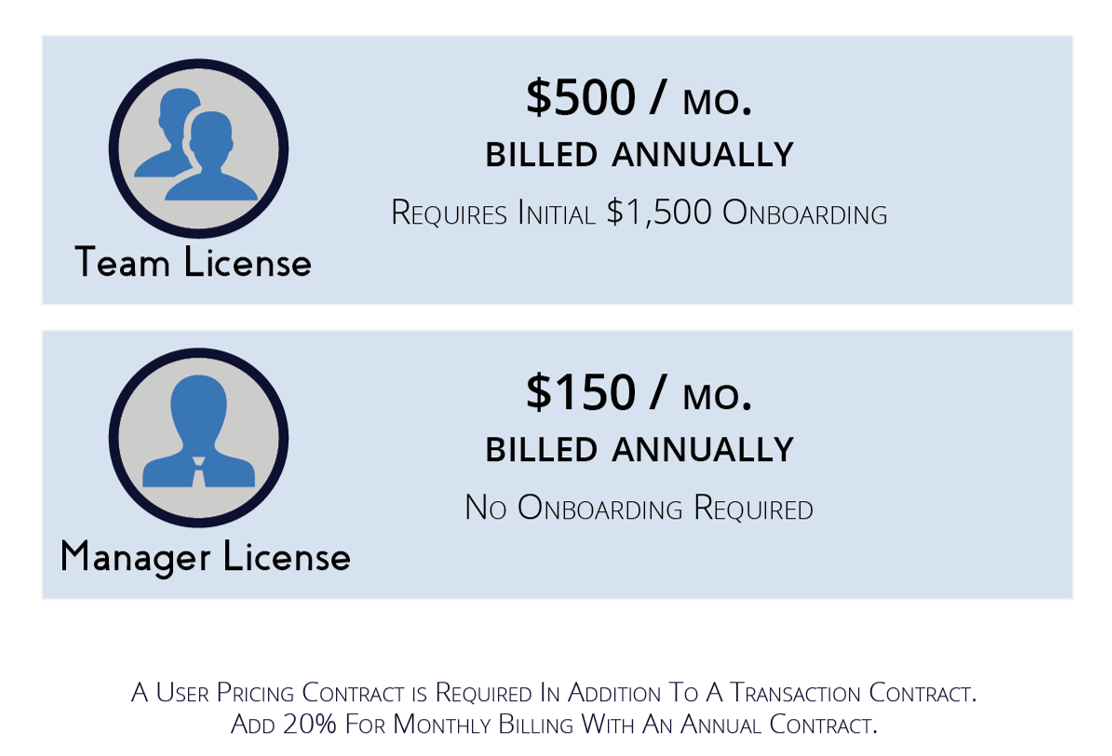 $500 / MO.
BILLED ANNUALLY
Requires Initial $1,500 Onboarding
Team License
$150 / MO.
BILLED ANNUALLY
No Onboarding Required
Manager License
A User Pricing Contract is Required In Addition To A Transaction Contract.
Add 20% For Monthly Billing With An Annual Contract.